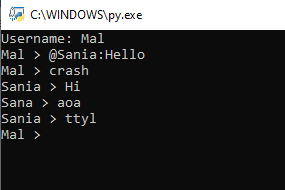 C:\WINDOWS\py.exe
Username: Mal
Mal > @Sania:Hello
Mal > crash
Sania > Hi
Sana > aoa
Sania > ttyl
Mal >